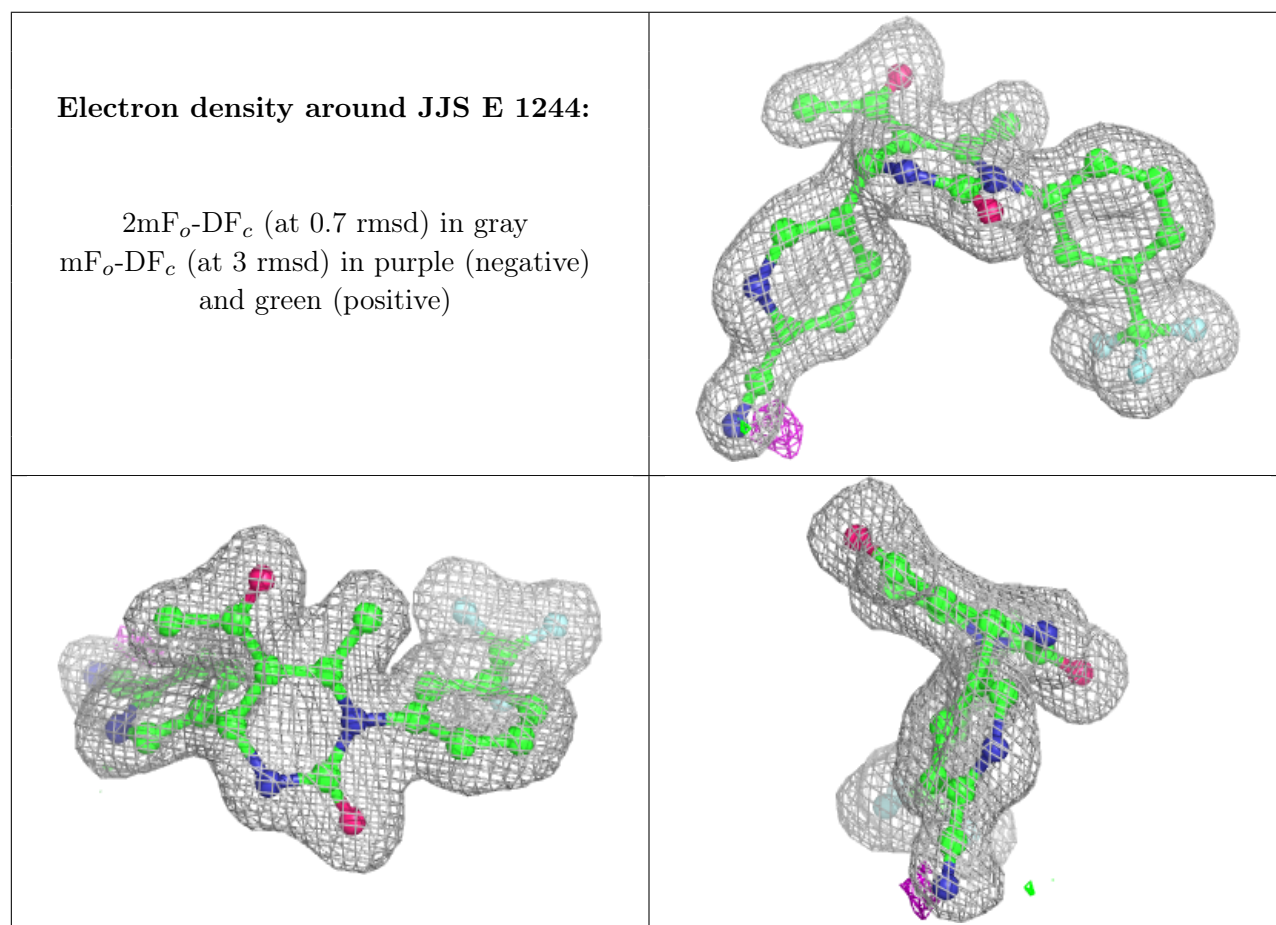 Electron density around JJS E 1244:
2mFₒ-DF𝒸 (at 0.7 rmsd) in gray
mFₒ-DF𝒸 (at 3 rmsd) in purple (negative)
and green (positive)